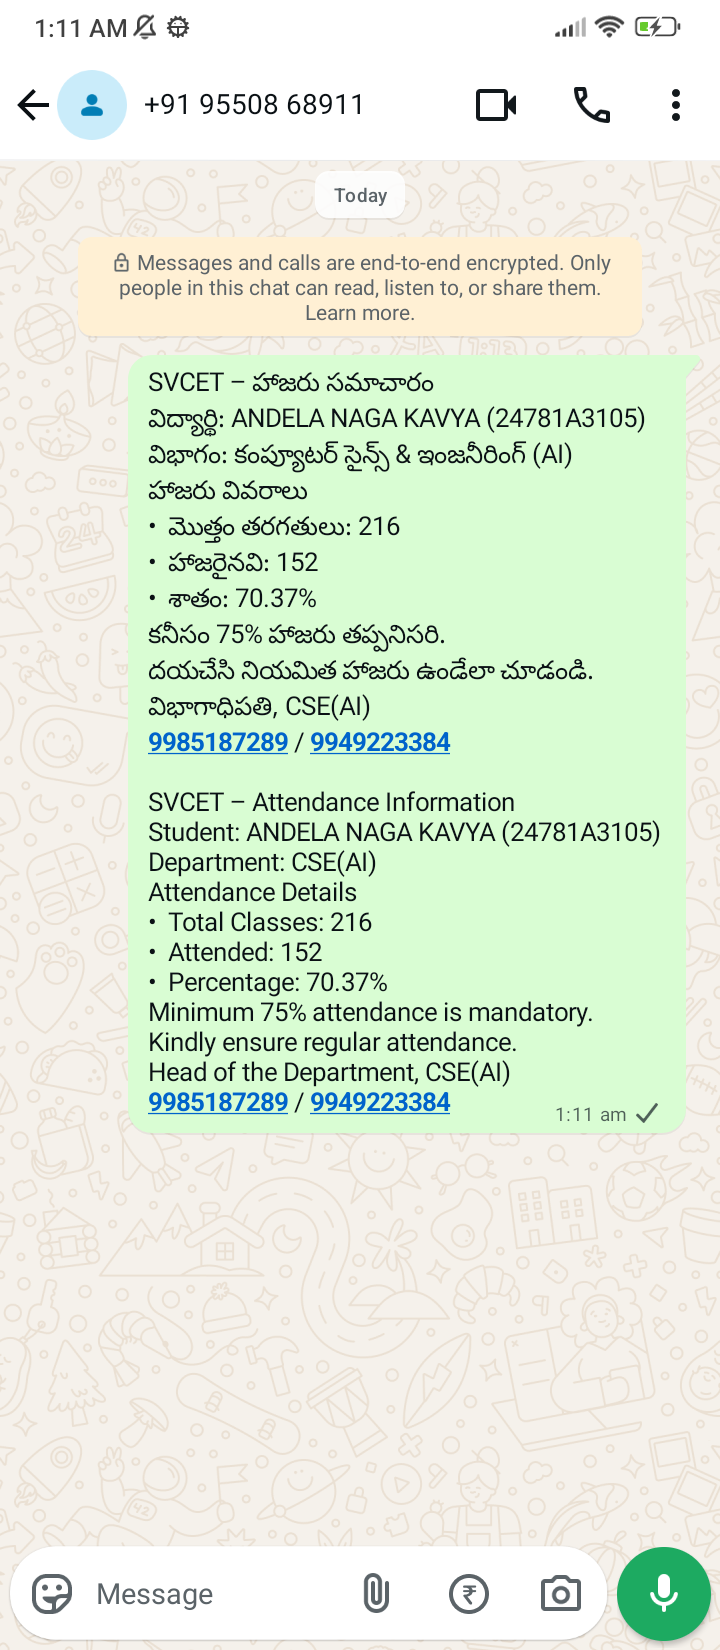 1:11 AM
+91 95508 68911
Today
Messages and calls are end-to-end encrypted. Only
people in this chat can read, listen to, or share them.
Learn more.
SVCET – హాజరు సమాచారం
విద్యార్థి: ANDELA NAGA KAVYA (24781A3105)
విభాగం: కంప్యూటర్ సైన్స్ & ఇంజనీరింగ్ (AI)
హాజరు వివరాలు
• మొత్తం తరగతులు: 216
• హాజరైనవి: 152
• శాతం: 70.37%
కనీసం 75% హాజరు తప్పనిసరి.
దయచేసి నియమిత హాజరు ఉండేలా చూడండి.
విభాగాధిపతి, CSE(AI)
9985187289 / 9949223384
SVCET – Attendance Information
Student: ANDELA NAGA KAVYA (24781A3105)
Department: CSE(AI)
Attendance Details
• Total Classes: 216
• Attended: 152
• Percentage: 70.37%
Minimum 75% attendance is mandatory.
Kindly ensure regular attendance.
Head of the Department, CSE(AI)
9985187289 / 9949223384
1:11 am
Message